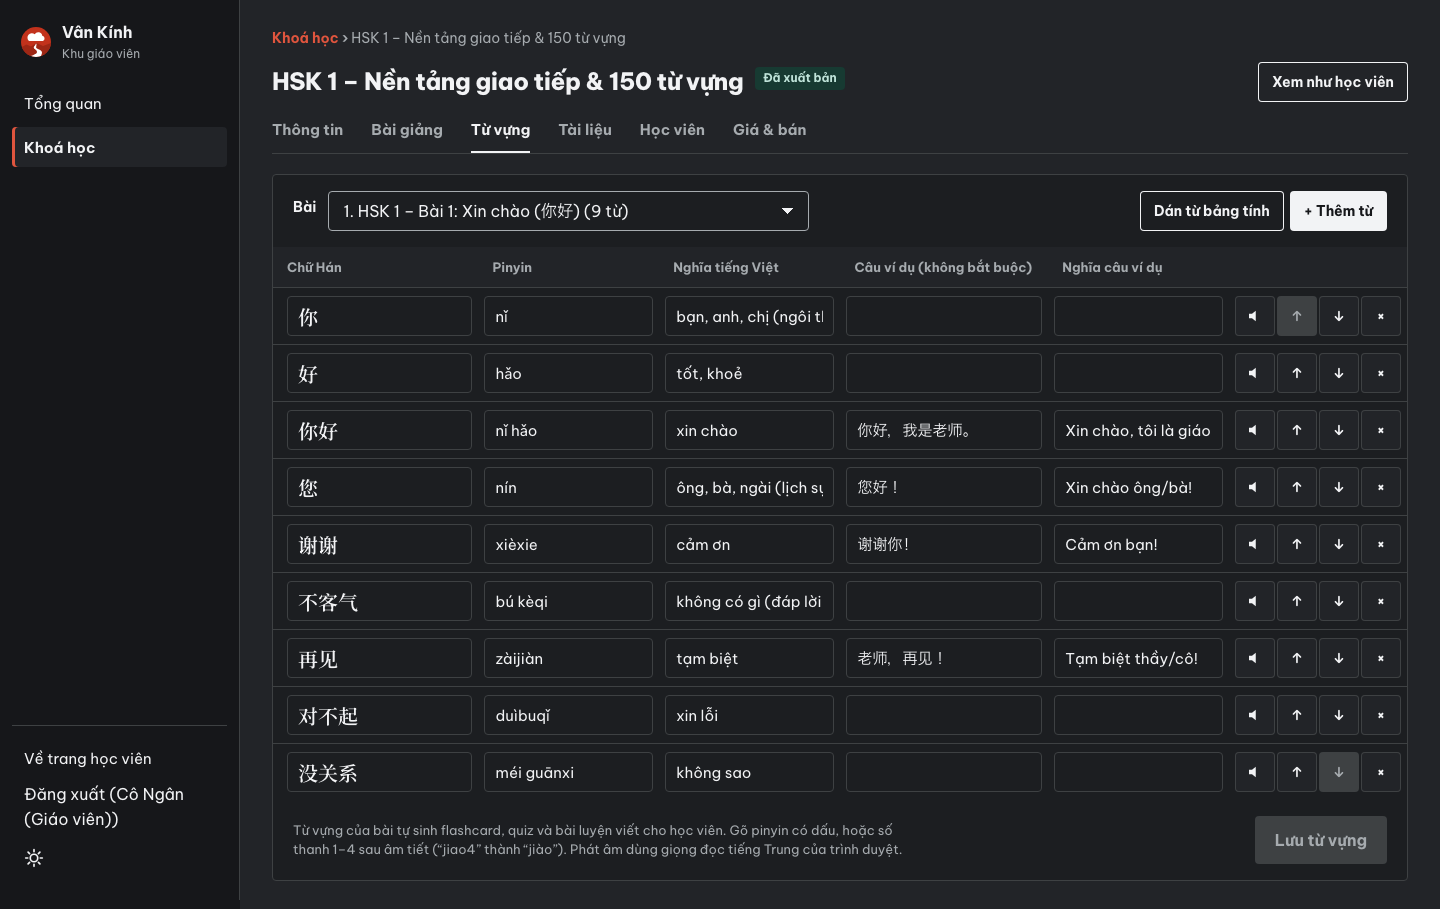 Vân Kính
Khu giáo viên
Tổng quan
Khoá học
Về trang học viên
Đăng xuất (Cô Ngân
(Giáo viên))
Khoá học › HSK 1 – Nền tảng giao tiếp & 150 từ vựng
HSK 1 – Nền tảng giao tiếp & 150 từ vựng Đã xuất bản
Xem như học viên
Thông tin Bài giảng Từ vựng Tài liệu Học viên Giá & bán
Bài 1. HSK 1 – Bài 1: Xin chào (你好) (9 từ) Dán từ bảng tính + Thêm từ
Chữ Hán Pinyin Nghĩa tiếng Việt Câu ví dụ (không bắt buộc) Nghĩa câu ví dụ
你 nǐ bạn, anh, chị (ngôi th
好 hǎo tốt, khoẻ
你好 nǐ hǎo xin chào 你好，我是老师。 Xin chào, tôi là giáo
您 nín ông, bà, ngài (lịch sự 您好！ Xin chào ông/bà!
谢谢 xièxie cảm ơn 谢谢你！ Cảm ơn bạn!
不客气 bú kèqi không có gì (đáp lời
再见 zàijiàn tạm biệt 老师，再见！ Tạm biệt thầy/cô!
对不起 duìbuqǐ xin lỗi
没关系 méi guānxi không sao
Từ vựng của bài tự sinh flashcard, quiz và bài luyện viết cho học viên. Gõ pinyin có dấu, hoặc số
thanh 1–4 sau âm tiết (“jiao4” thành “jiào”). Phát âm dùng giọng đọc tiếng Trung của trình duyệt.
Lưu từ vựng